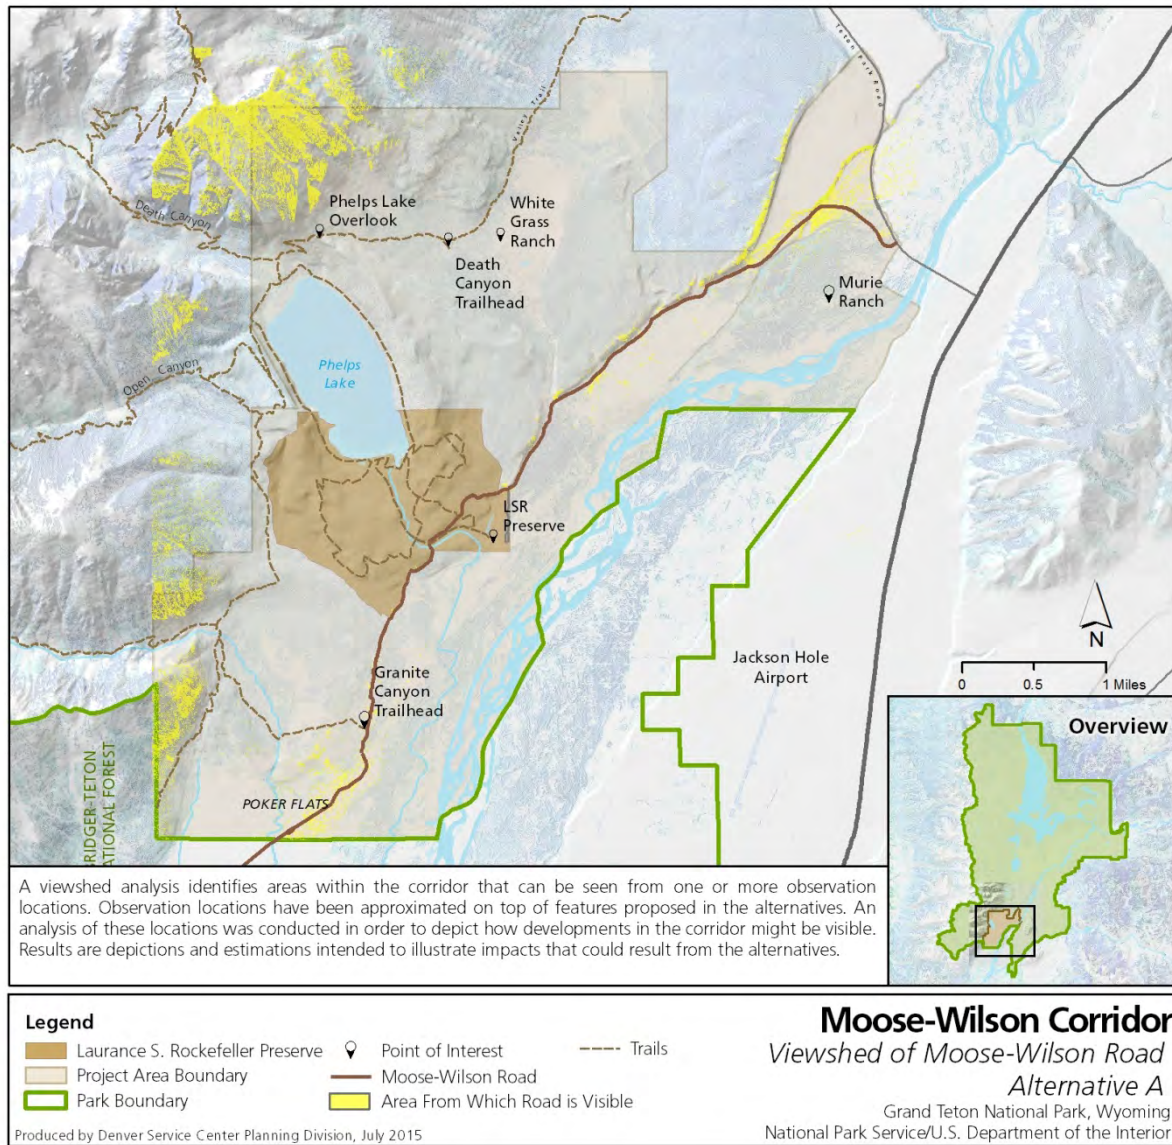 Teton Park Road
Valley Trail
Phelps Lake
Overlook
White
Grass
Ranch
Death Canyon
Death
Canyon
Trailhead
Murie
Ranch
Phelps
Lake
Open Canyon
LSR
Preserve
N
0 0.5 1 Miles
Jackson Hole
Airport
Granite
Canyon
Trailhead
Overview
POKER FLATS
BRIDGER-TETON
NATIONAL FOREST
A viewshed analysis identifies areas within the corridor that can be seen from one or more observation
locations. Observation locations have been approximated on top of features proposed in the alternatives. An
analysis of these locations was conducted in order to depict how developments in the corridor might be visible.
Results are depictions and estimations intended to illustrate impacts that could result from the alternatives.
Legend
Laurance S. Rockefeller Preserve
Project Area Boundary
Park Boundary
Point of Interest
Moose-Wilson Road
Area From Which Road is Visible
Trails
Produced by Denver Service Center Planning Division, July 2015
Moose-Wilson Corridor
Viewshed of Moose-Wilson Road
Alternative A
Grand Teton National Park, Wyoming
National Park Service/U.S. Department of the Interior